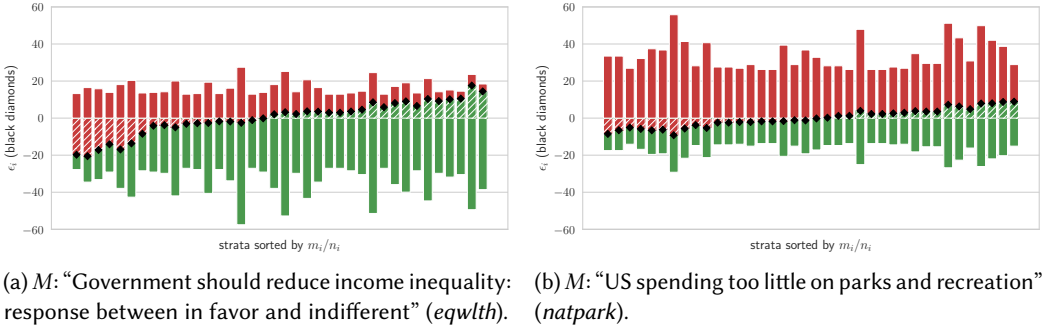 60
40
20
0
−20
−40
−60
ϵᵢ (black diamonds)
strata sorted by mᵢ/nᵢ
60
40
20
0
−20
−40
−60
ϵᵢ (black diamonds)
strata sorted by mᵢ/nᵢ
(a) M: “Government should reduce income inequality:
response between in favor and indifferent” (eqwlth).
(b) M: “US spending too little on parks and recreation”
(natpark).